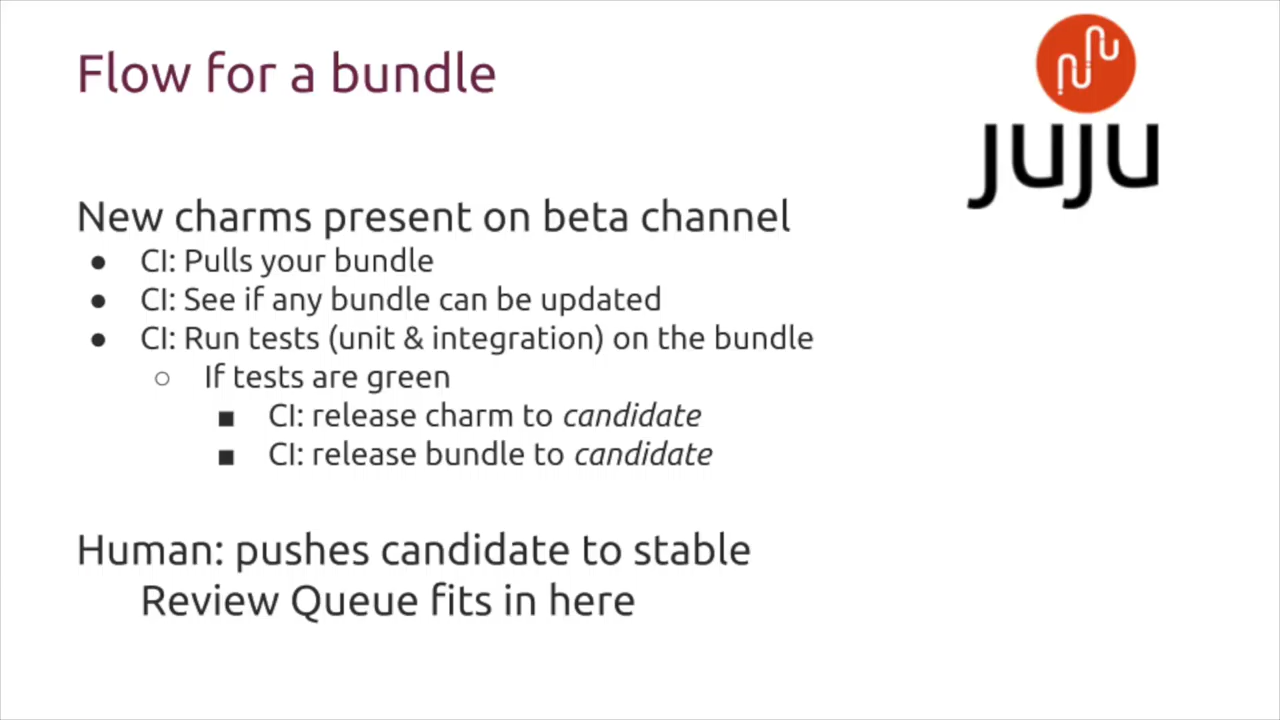 Flow for a bundle
juju
New charms present on beta channel
● CI: Pulls your bundle
● CI: See if any bundle can be updated
● CI: Run tests (unit & integration) on the bundle
○ If tests are green
■ CI: release charm to candidate
■ CI: release bundle to candidate
Human: pushes candidate to stable
Review Queue fits in here